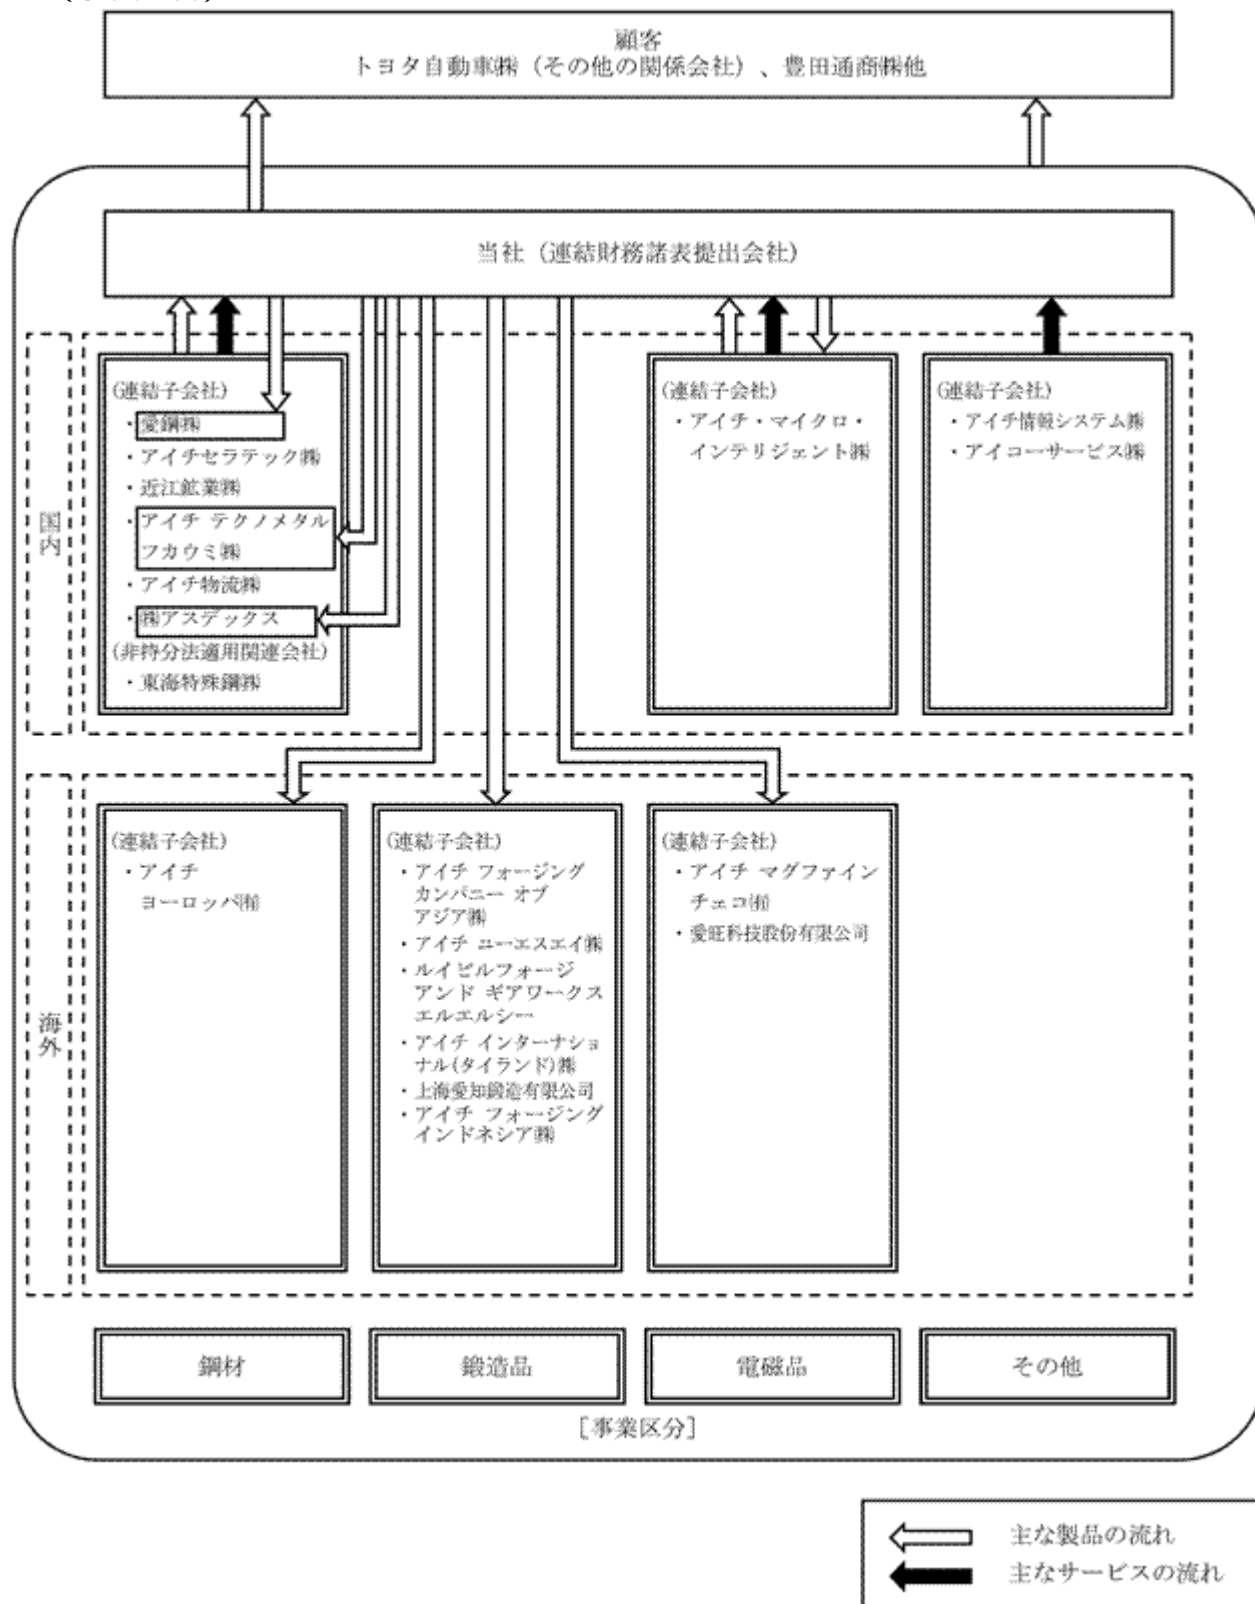 顧客
トヨタ自動車㈱（その他の関係会社）、豊田通商㈱他
当社（連結財務諸表提出会社）
国内
(連結子会社)
・愛鋼㈱
・アイチセラテック㈱
・近江鉱業㈱
・アイチ テクノメタル
フカウミ㈱
・アイチ物流㈱
・㈱アスデックス
(非持分法適用関連会社)
・東海特殊鋼㈱
(連結子会社)
・アイチ・マイクロ・
インテリジェント㈱
(連結子会社)
・アイチ情報システム㈱
・アイコーサービス㈱
海外
(連結子会社)
・アイチ
ヨーロッパ㈲
(連結子会社)
・アイチ フォージング
カンパニー オブ
アジア㈱
・アイチ ユーエスエイ㈱
・ルイビルフォージ
アンド ギアワークス
エルエルシー
・アイチ インターナショ
ナル(タイランド)㈱
・上海愛知鍛造有限公司
・アイチ フォージング
インドネシア㈱
(連結子会社)
・アイチ マグファイン
チェコ㈲
・愛旺科技股份有限公司
鋼材
鍛造品
電磁品
その他
［事業区分］
主な製品の流れ
主なサービスの流れ